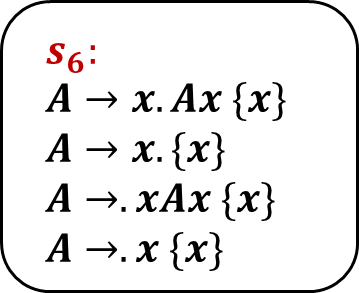 s₆:
A → x. Ax {x}
A → x. {x}
A →. xAx {x}
A →. x {x}